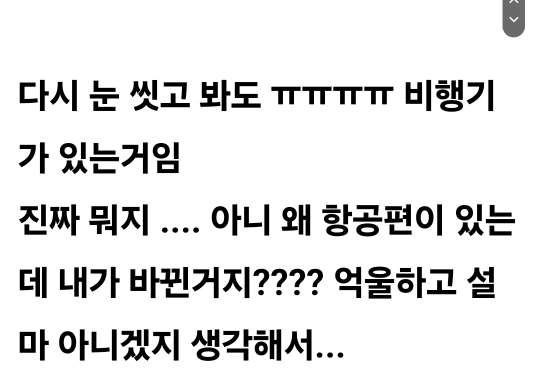 다시 눈 씻고 봐도 ㅠㅠㅠㅠ 비행기
가 있는거임
진짜 뭐지 .... 아니 왜 항공편이 있는
데 내가 바뀐거지???? 억울하고 설
마 아니겠지 생각해서...